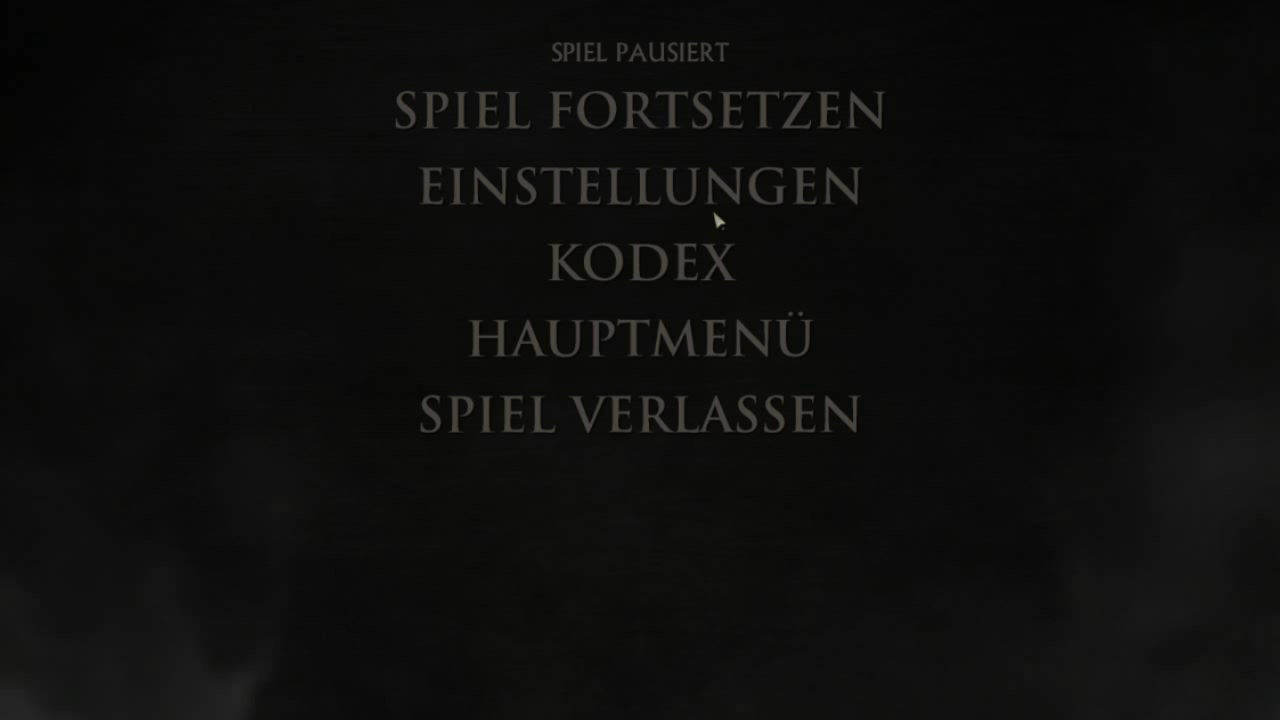 SPIEL PAUSIERT
SPIEL FORTSETZEN
EINSTELLUNGEN
KODEX
HAUPTMENÜ
SPIEL VERLASSEN